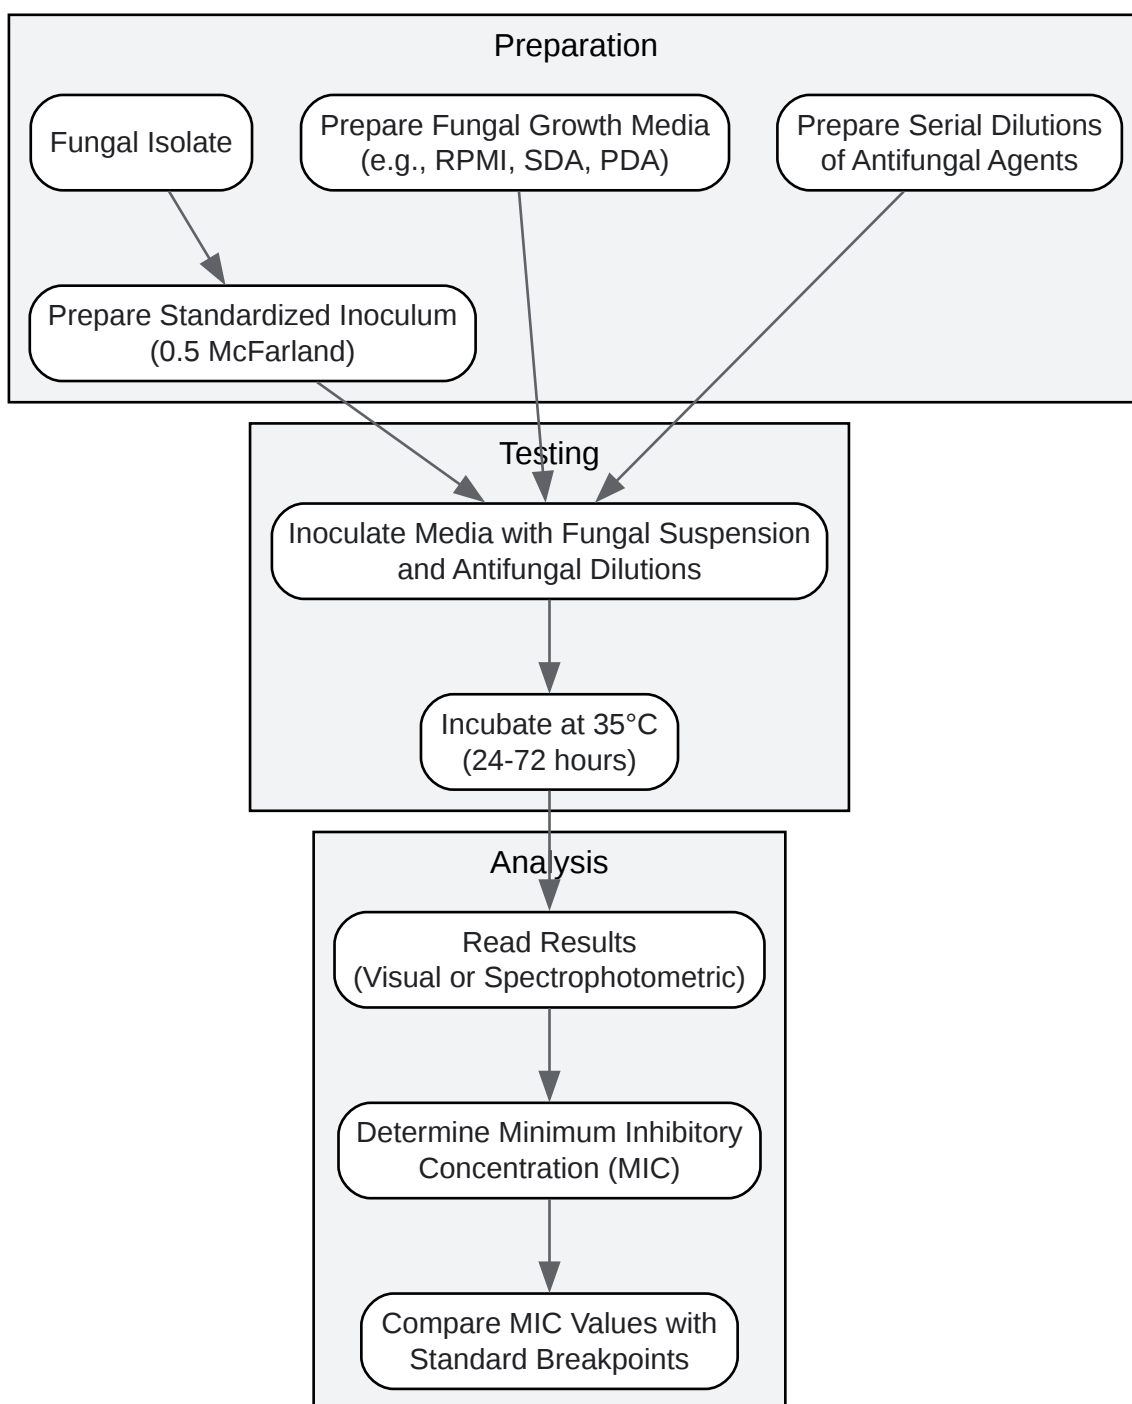 Preparation
Fungal Isolate
Prepare Fungal Growth Media
(e.g., RPMI, SDA, PDA)
Prepare Serial Dilutions
of Antifungal Agents
Prepare Standardized Inoculum
(0.5 McFarland)
Testing
Inoculate Media with Fungal Suspension
and Antifungal Dilutions
Incubate at 35°C
(24-72 hours)
Analysis
Read Results
(Visual or Spectrophotometric)
Determine Minimum Inhibitory
Concentration (MIC)
Compare MIC Values with
Standard Breakpoints